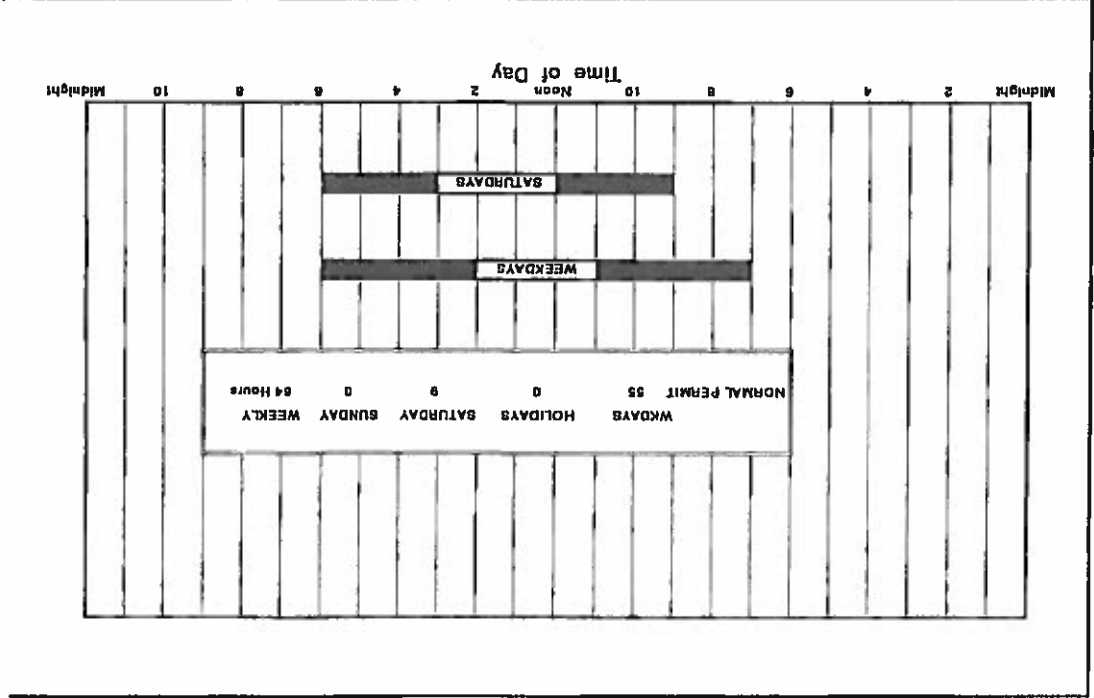 WKDAYS HOLIDAYS SATURDAY SUNDAY WEEKLY
NORMAL PERMIT 55 0 9 0 64 Hours
WEEKDAYS
SATURDAYS
Midnight 2 4 6 8 10 Noon 2 4 6 8 10 Midnight
Time of Day